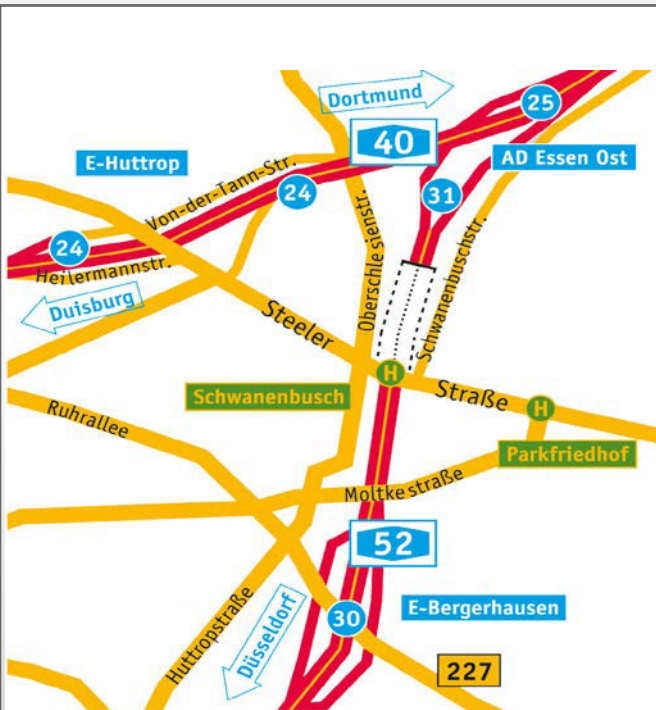 Dortmund
25
40
E-Huttrop
AD Essen Ost
Von-der-Tann-Str.
24
31
24
Heilermannstr.
Duisburg
Oberschlesienstr.
Schwanenbuschstr.
Steeler
Straße
H
Schwanenbusch
H
Ruhrallee
Parkfriedhof
Moltkestraße
52
E-Bergerhausen
Düsseldorf
30
Huttropstraße
227